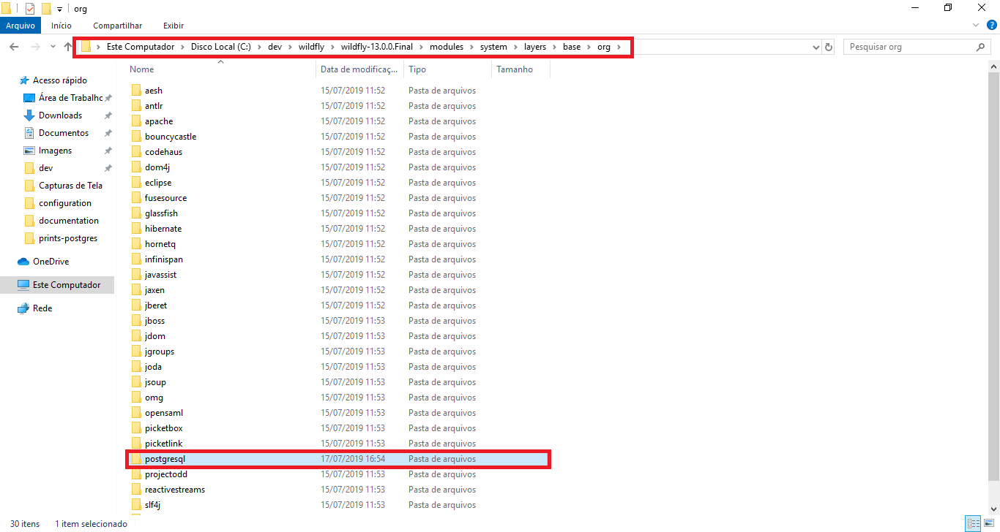 org
Arquivo Início Compartilhar Exibir
Este Computador Disco Local (C:) dev wildfly wildfly-13.0.0.Final modules system layers base org
Pesquisar org
Nome Data de modificaç... Tipo Tamanho
Acesso rápido
Área de Trabalho
Downloads
Documentos
Imagens
dev
Capturas de Tela
configuration
documentation
prints-postgres
OneDrive
Este Computador
Rede
aesh 15/07/2019 11:52 Pasta de arquivos
antlr 15/07/2019 11:52 Pasta de arquivos
apache 15/07/2019 11:52 Pasta de arquivos
bouncycastle 15/07/2019 11:52 Pasta de arquivos
codehaus 15/07/2019 11:52 Pasta de arquivos
dom4j 15/07/2019 11:52 Pasta de arquivos
eclipse 15/07/2019 11:52 Pasta de arquivos
fusesource 15/07/2019 11:52 Pasta de arquivos
glassfish 15/07/2019 11:52 Pasta de arquivos
hibernate 15/07/2019 11:52 Pasta de arquivos
hornetq 15/07/2019 11:52 Pasta de arquivos
infinispan 15/07/2019 11:52 Pasta de arquivos
javassist 15/07/2019 11:52 Pasta de arquivos
jaxen 15/07/2019 11:52 Pasta de arquivos
jberet 15/07/2019 11:52 Pasta de arquivos
jboss 15/07/2019 11:53 Pasta de arquivos
jdom 15/07/2019 11:53 Pasta de arquivos
jgroups 15/07/2019 11:53 Pasta de arquivos
joda 15/07/2019 11:53 Pasta de arquivos
jsoup 15/07/2019 11:53 Pasta de arquivos
omg 15/07/2019 11:53 Pasta de arquivos
opensaml 15/07/2019 11:53 Pasta de arquivos
picketbox 15/07/2019 11:53 Pasta de arquivos
picketlink 15/07/2019 11:53 Pasta de arquivos
postgresql 17/07/2019 16:54 Pasta de arquivos
projectodd 15/07/2019 11:53 Pasta de arquivos
reactivestreams 15/07/2019 11:53 Pasta de arquivos
slf4j 15/07/2019 11:53 Pasta de arquivos
30 itens 1 item selecionado